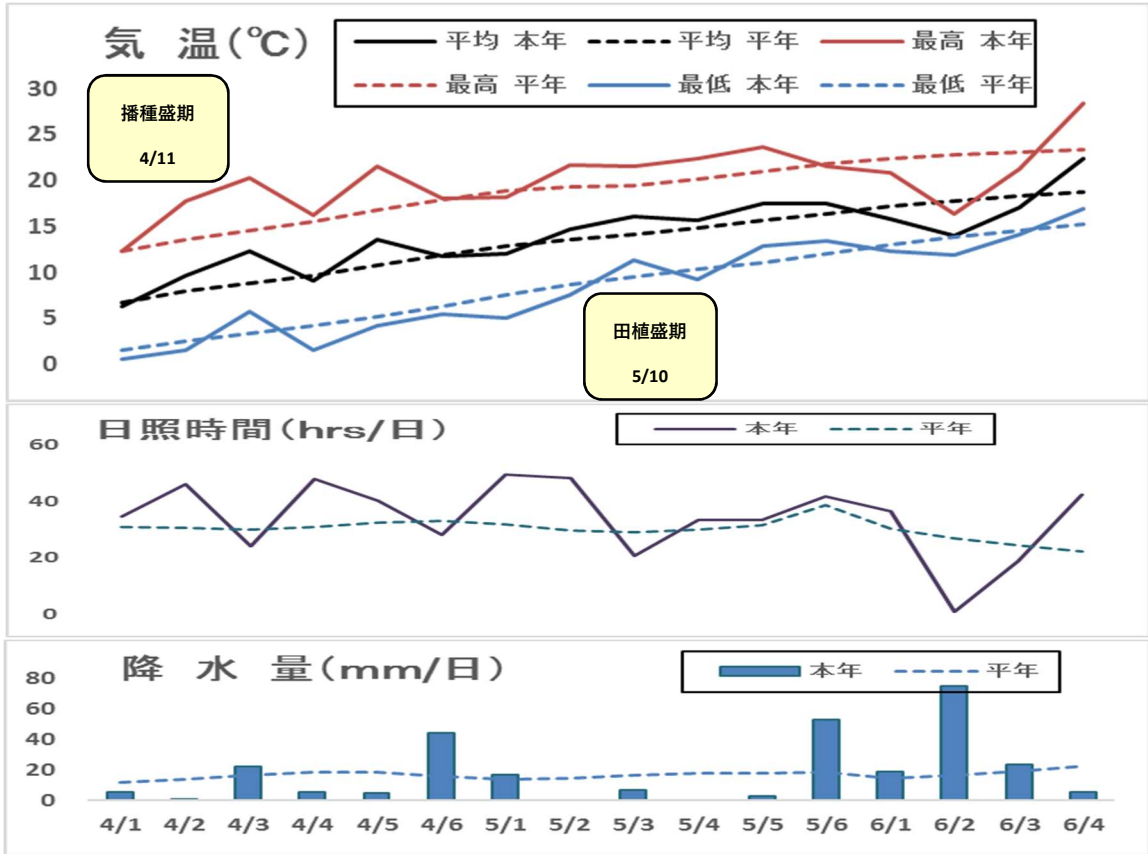 気 温(℃)
平均 本年 平均 平年 最高 本年
最高 平年 最低 本年 最低 平年
30
25
20
15
10
5
0
播種盛期
4/11
田植盛期
5/10
日照時間(hrs/日)
本年 平年
60
40
20
0
降 水 量(mm/日)
本年 平年
80
60
40
20
0
4/1 4/2 4/3 4/4 4/5 4/6 5/1 5/2 5/3 5/4 5/5 5/6 6/1 6/2 6/3 6/4